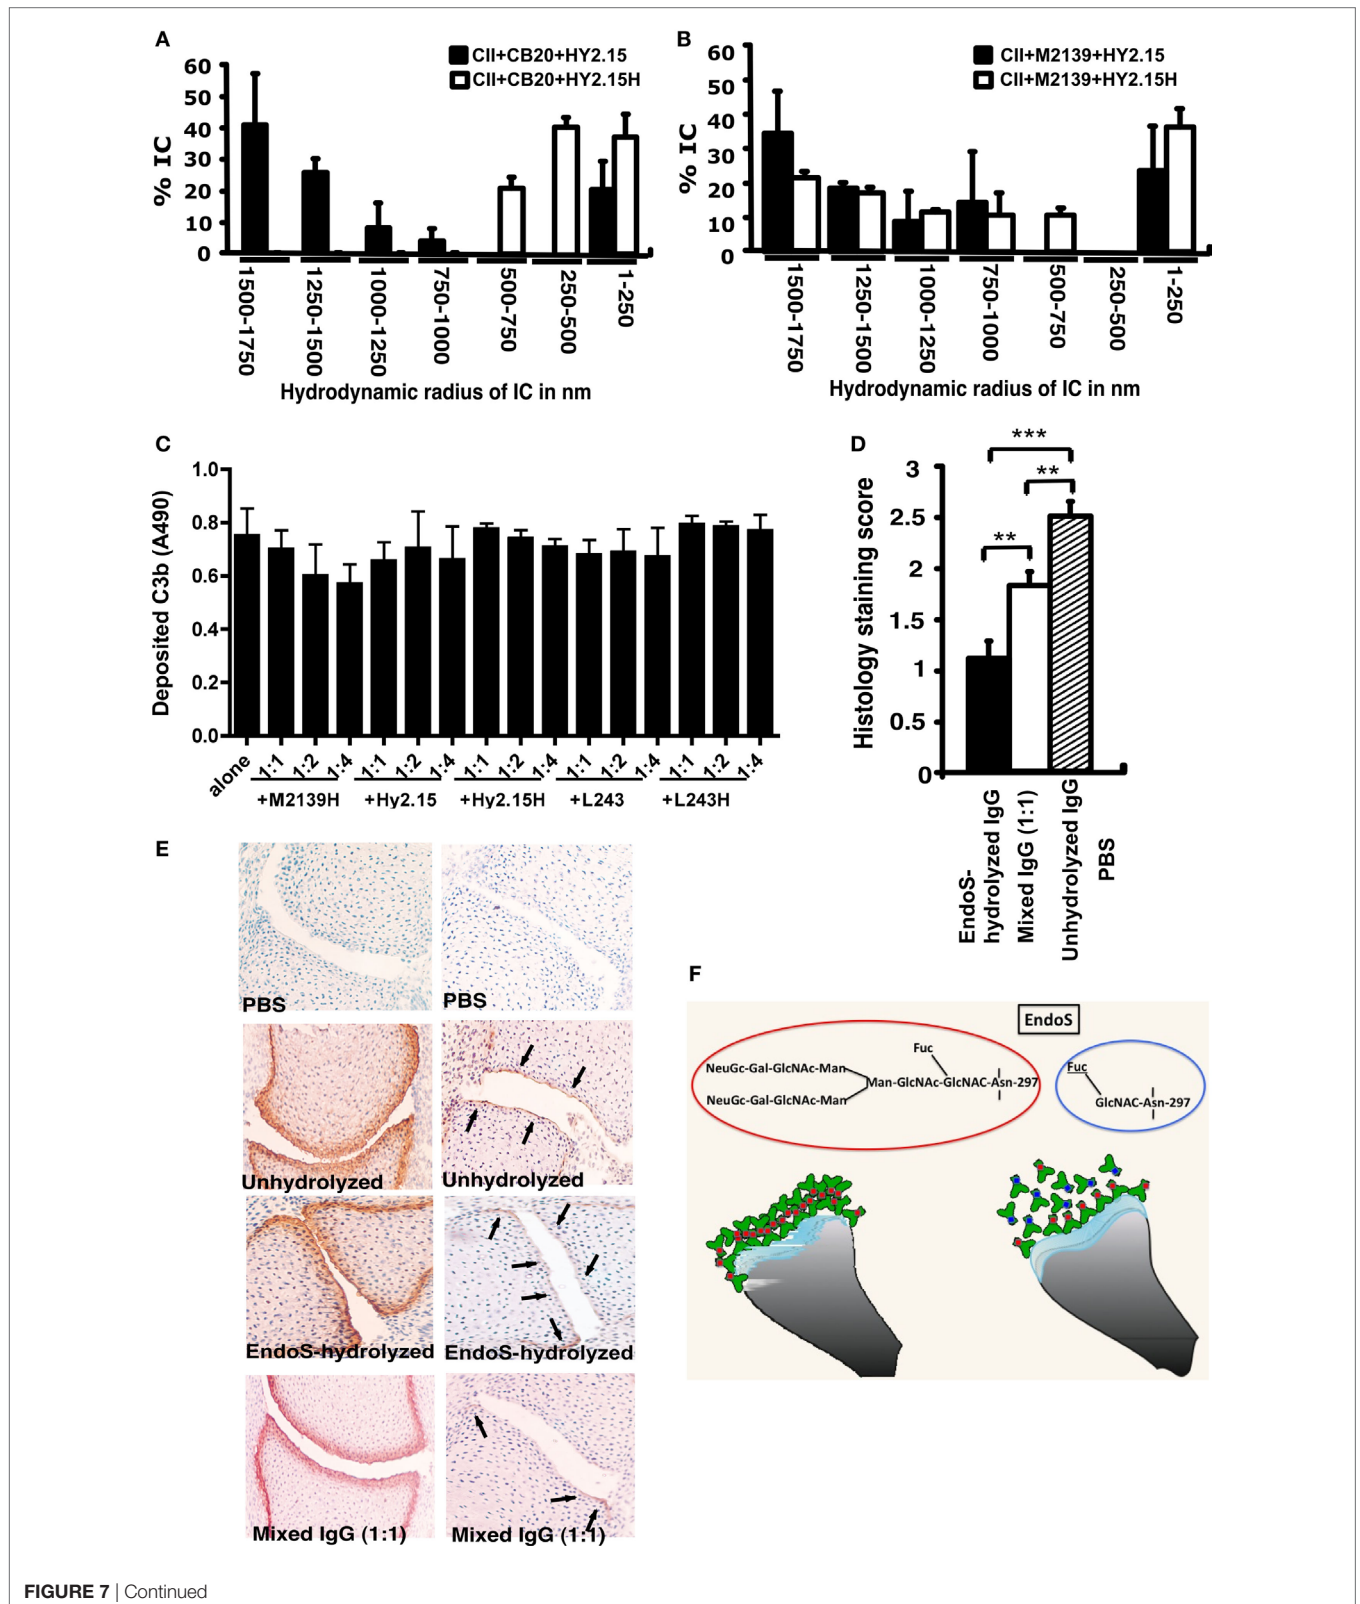 A
CII+CB20+HY2.15
CII+CB20+HY2.15H
% IC
60
50
40
30
20
10
0
1500-1750
1250-1500
1000-1250
750-1000
500-750
250-500
1-250
Hydrodynamic radius of IC in nm
B
CII+M2139+HY2.15
CII+M2139+HY2.15H
% IC
60
50
40
30
20
10
0
1500-1750
1250-1500
1000-1250
750-1000
500-750
250-500
1-250
Hydrodynamic radius of IC in nm
C
Deposited C3b (A490)
1.0
0.8
0.6
0.4
0.2
0.0
alone
1:1
1:2
1:4
1:1
1:2
1:4
1:1
1:2
1:4
1:1
1:2
1:4
1:1
1:2
1:4
+M2139H
+Hy2.15
+Hy2.15H
+L243
+L243H
D
Histology staining score
3
2.5
2
1.5
1
0.5
0
***
**
**
EndoS-
hydrolyzed IgG
Mixed IgG (1:1)
Unhydrolyzed IgG
PBS
E
PBS
PBS
Unhydrolyzed
Unhydrolyzed
EndoS-hydrolyzed
EndoS-hydrolyzed
Mixed IgG (1:1)
Mixed IgG (1:1)
F
EndoS
Fuc
NeuGc-Gal-GlcNAc-Man
Man-GlcNAc-GlcNAC-Asn-297
NeuGc-Gal-GlcNAc-Man
Fuc
GlcNAC-Asn-297
FIGURE 7 | Continued